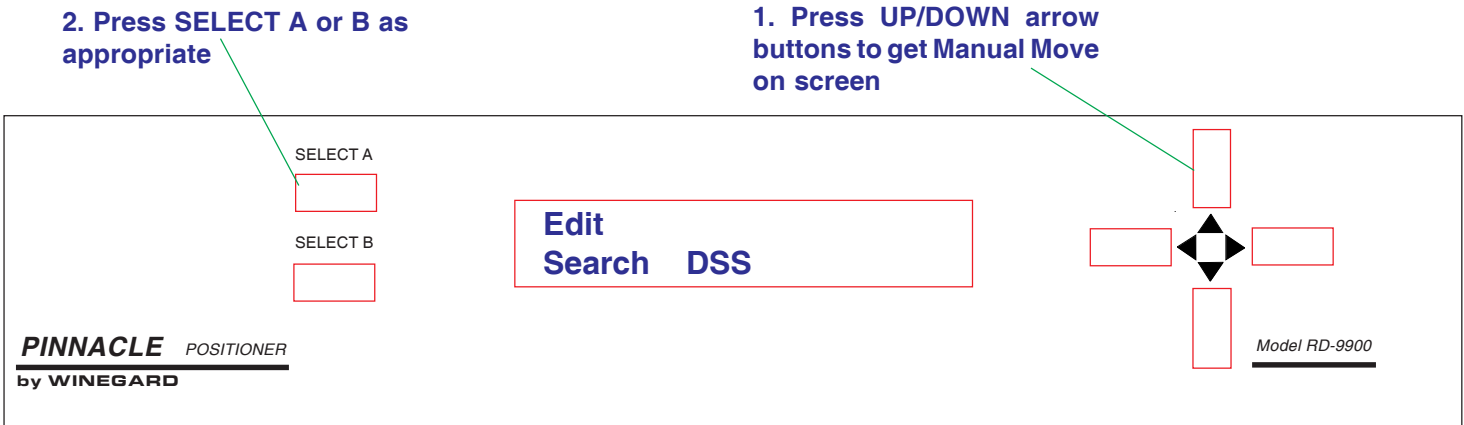 2. Press SELECT A or B as
appropriate
1. Press UP/DOWN arrow
buttons to get Manual Move
on screen
SELECT A
SELECT B
Edit
Search DSS
PINNACLE POSITIONER
by WINEGARD
Model RD-9900